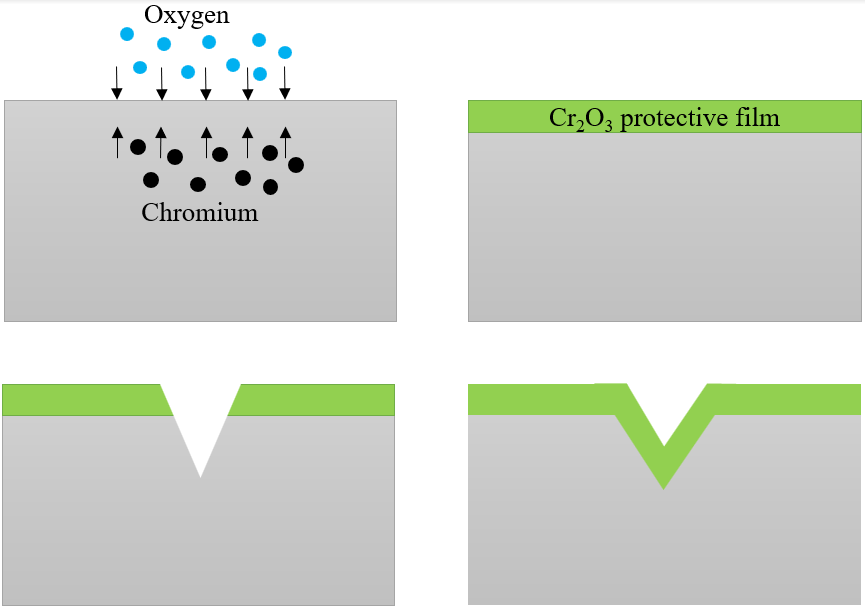 Oxygen
Cr₂O₃ protective film
Chromium